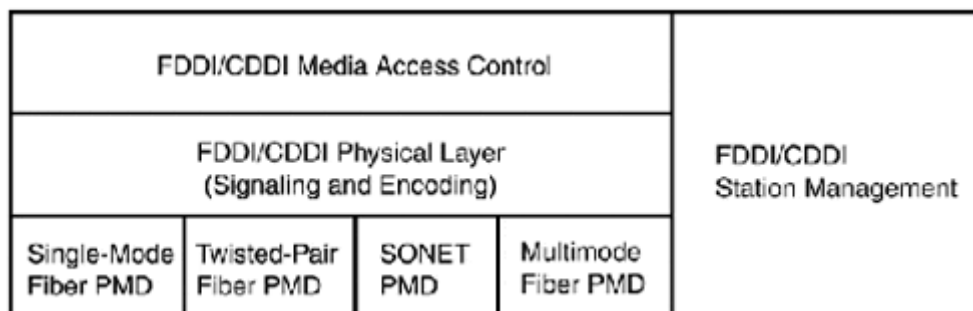 FDDI/CDDI Media Access Control
FDDI/CDDI Physical Layer
(Signaling and Encoding)
FDDI/CDDI
Station Management
Single-Mode
Fiber PMD
Twisted-Pair
Fiber PMD
SONET
PMD
Multimode
Fiber PMD